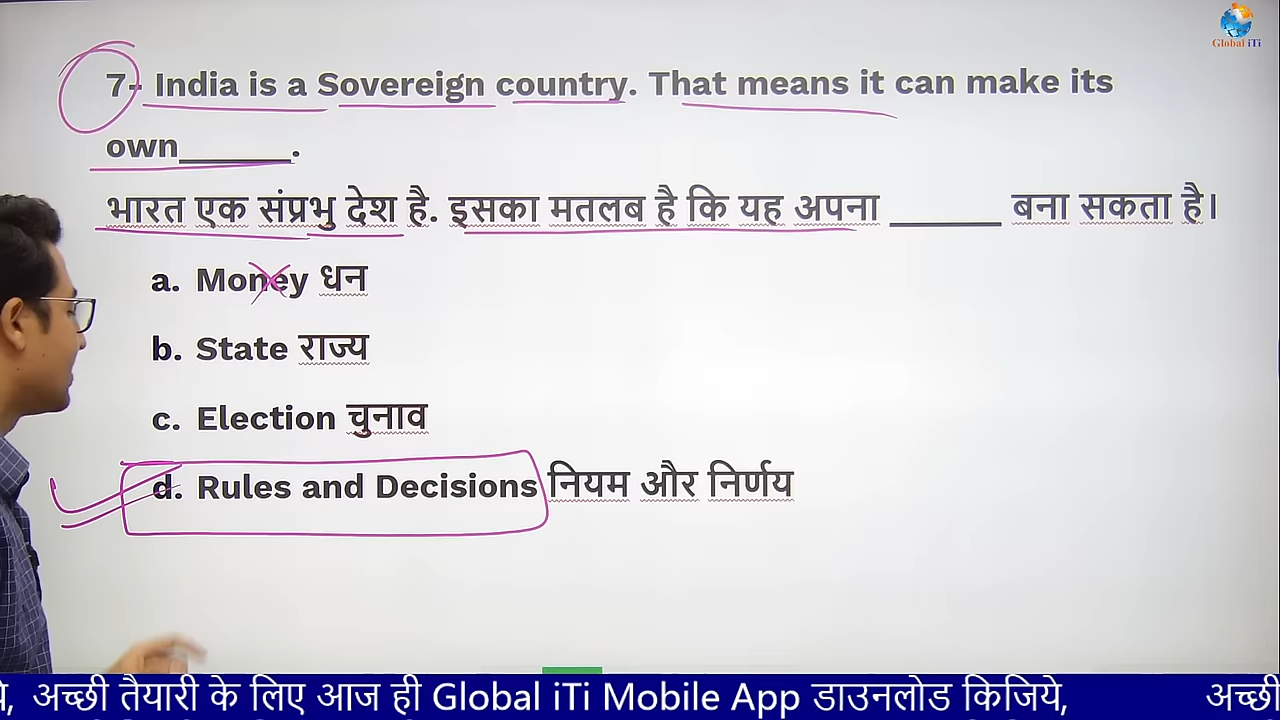 Global iTi
7- India is a Sovereign country. That means it can make its
own______.
भारत एक संप्रभु देश है. इसका मतलब है कि यह अपना ______ बना सकता है।
a. Money धन
b. State राज्य
c. Election चुनाव
d. Rules and Decisions नियम और निर्णय
अच्छी तैयारी के लिए आज ही Global iTi Mobile App डाउनलोड किजिये, अच्छी